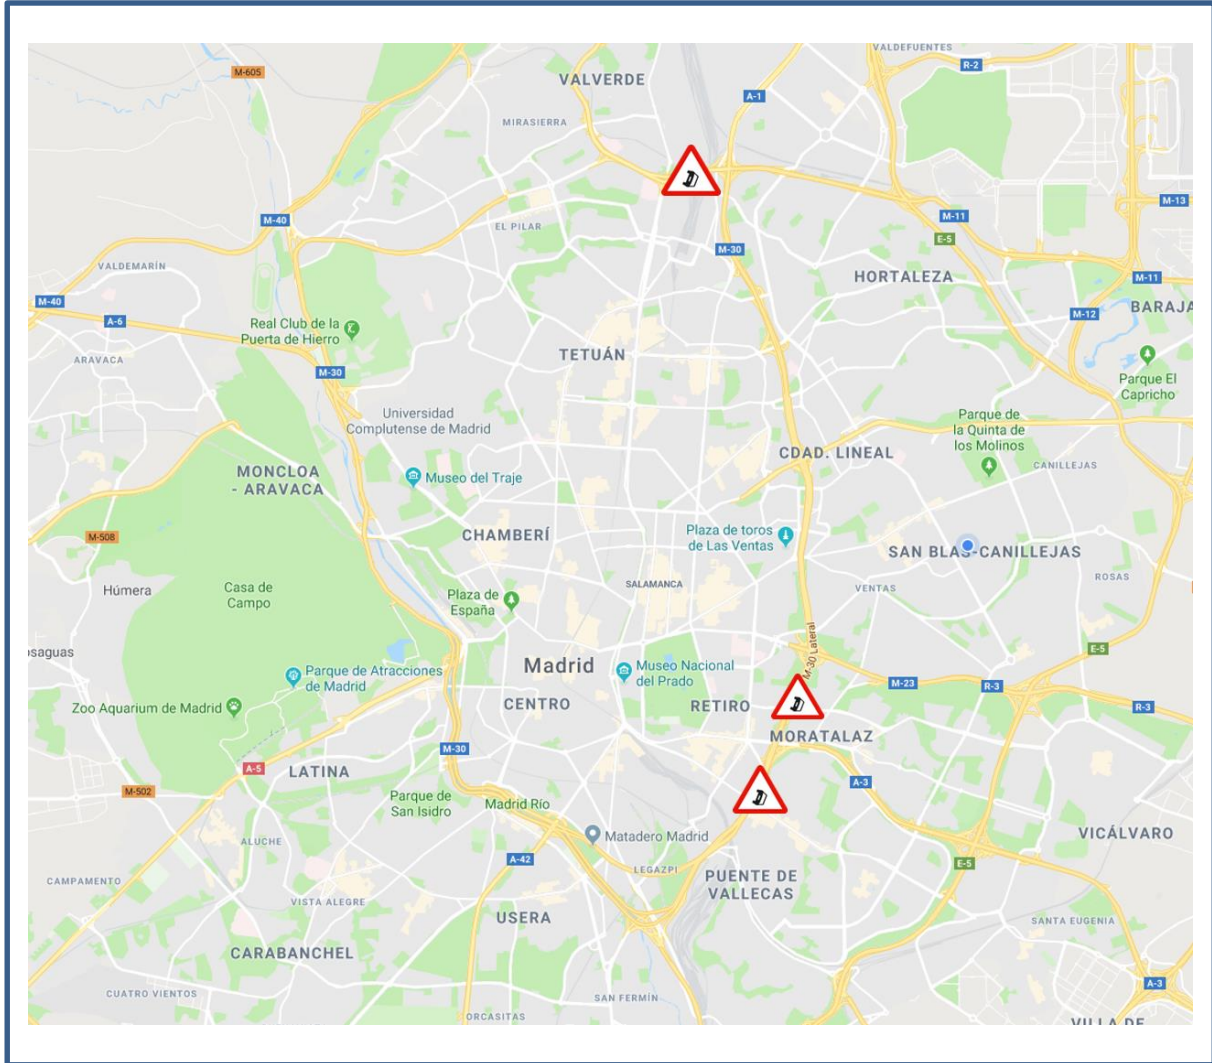 VALDEFUENTES
R-2
M-605
VALVERDE
A-1
MIRASIERRA
M-13
M-40
M-11
EL PILAR
E-5
M-30
VALDEMARÍN
HORTALEZA
M-11
M-40
BARAJA
M-12
A-6
Real Club de la
Puerta de Hierro
TETUÁN
ARAVACA
M-30
Parque El
Capricho
Universidad
Complutense de Madrid
Parque de
la Quinta de
los Molinos
CDAD. LINEAL
CANILLEJAS
MONCLOA
- ARAVACA
Museo del Traje
Plaza de toros
de Las Ventas
CHAMBERÍ
M-508
SAN BLAS-CANILLEJAS
ROSAS
Húmera
Casa de
Campo
SALAMANCA
VENTAS
Plaza de
España
M-30 Lateral
osaguas
E-5
Madrid
Museo Nacional
del Prado
Parque de Atracciones
de Madrid
M-23
R-3
Zoo Aquarium de Madrid
CENTRO
RETIRO
R-3
MORATALAZ
M-30
A-5
LATINA
A-3
M-502
Parque de
San Isidro
Madrid Río
VICÁLVARO
Matadero Madrid
ALUCHE
A-42
E-5
LEGAZPI
PUENTE DE
VALLECAS
CAMPAMENTO
VISTA ALEGRE
USERA
SANTA EUGENIA
CARABANCHEL
A-3
CUATRO VIENTOS
SAN FERMÍN
ORCASITAS
VILLA DE